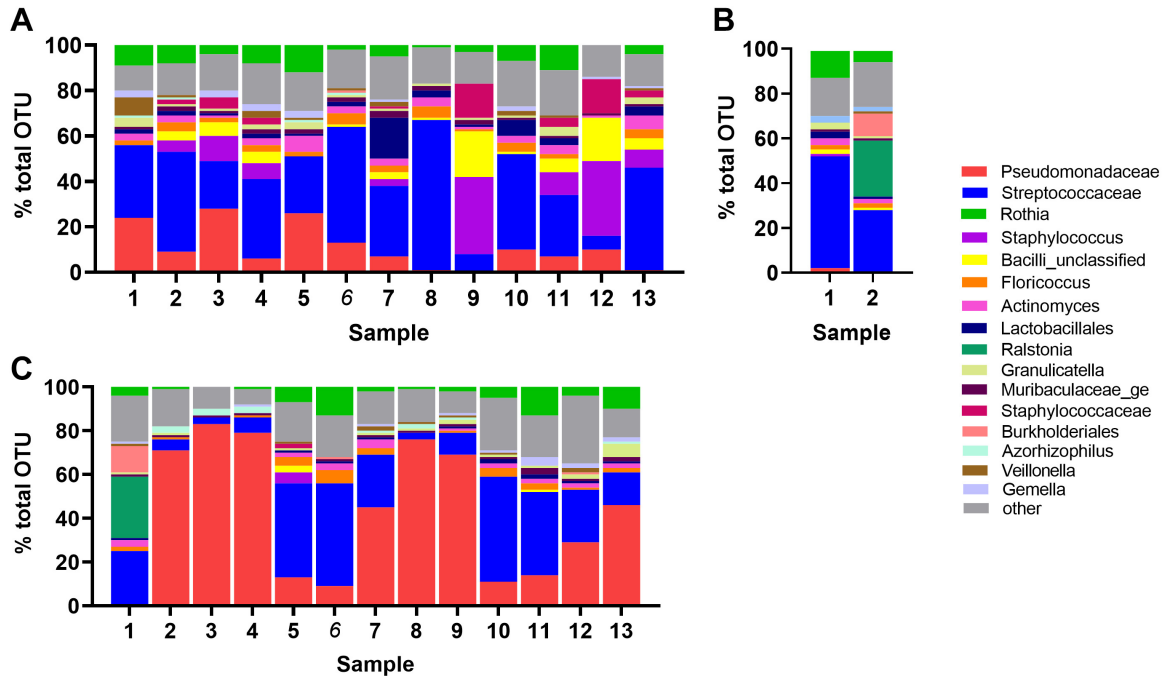 A
% total OTU
100
80
60
40
20
0
1 2 3 4 5 6 7 8 9 10 11 12 13
Sample
B
% total OTU
100
80
60
40
20
0
1 2
Sample
C
% total OTU
100
80
60
40
20
0
1 2 3 4 5 6 7 8 9 10 11 12 13
Sample
Pseudomonadaceae
Streptococcaceae
Rothia
Staphylococcus
Bacilli_unclassified
Floricoccus
Actinomyces
Lactobacillales
Ralstonia
Granulicatella
Muribaculaceae_ge
Staphylococcaceae
Burkholderiales
Azorhizophilus
Veillonella
Gemella
other